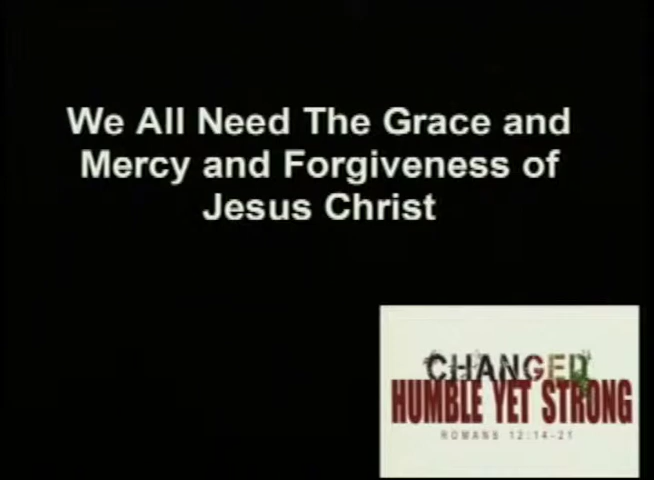 We All Need The Grace and
Mercy and Forgiveness of
Jesus Christ
CHANGED
HUMBLE YET STRONG
ROMANS 12:14-21